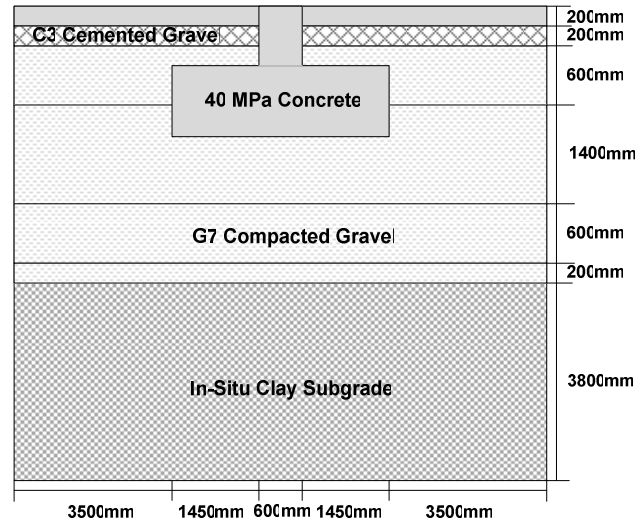 200mm
C3 Cemented Gravel
200mm
600mm
40 MPa Concrete
1400mm
G7 Compacted Gravel
600mm
200mm
In-Situ Clay Subgrade
3800mm
3500mm 1450mm 600mm 1450mm 3500mm